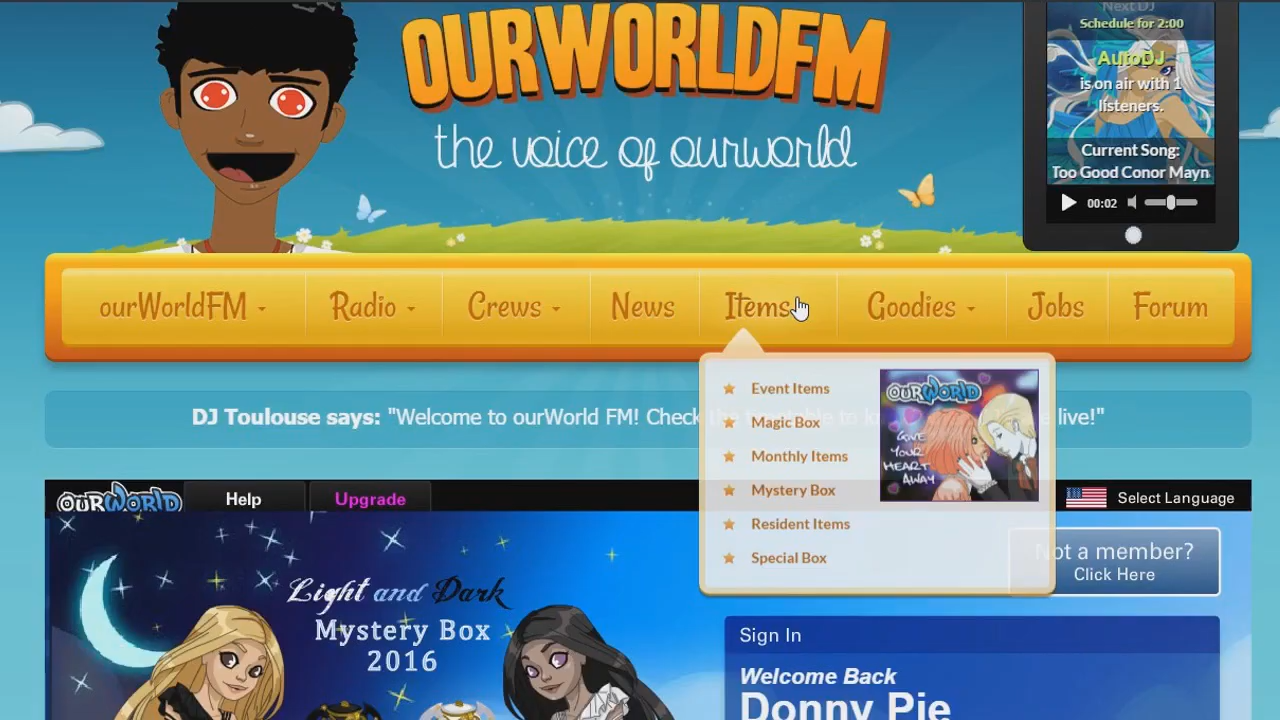 OURWORLDFM
the voice of ourworld
Next DJ
Schedule for 2:00
AutoDJ
is on air with 1
listeners.
Current Song:
Too Good Conor Mayn
00:02
ourWorldFM
Radio
Crews
News
Items
Goodies
Jobs
Forum
Event Items
Magic Box
Monthly Items
Mystery Box
Resident Items
Special Box
OURWORLD
GIVE
YOUR
HEART
AWAY
DJ Toulouse says: "Welcome to ourWorld FM! Check the timetable to live!"
OURWORLD
Help
Upgrade
Select Language
Not a member?
Click Here
Light and Dark
Mystery Box
2016
Sign In
Welcome Back
Donny Pie